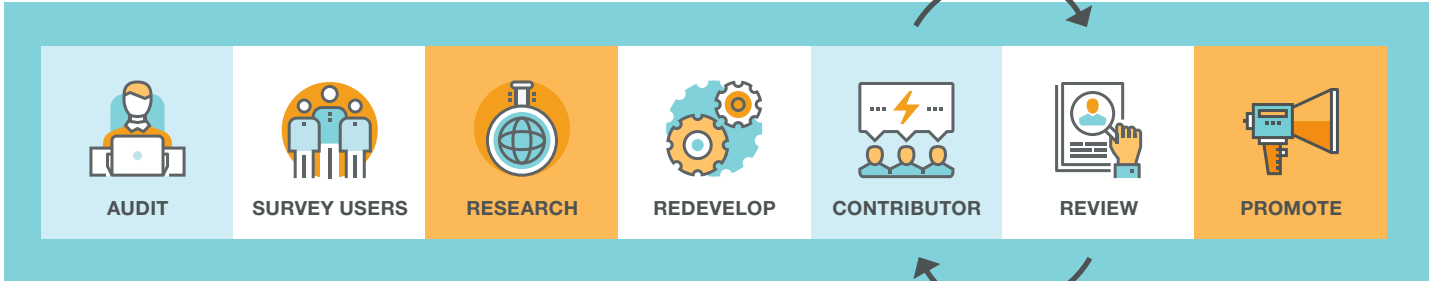 AUDIT
SURVEY USERS
RESEARCH
REDEVELOP
CONTRIBUTOR
REVIEW
PROMOTE